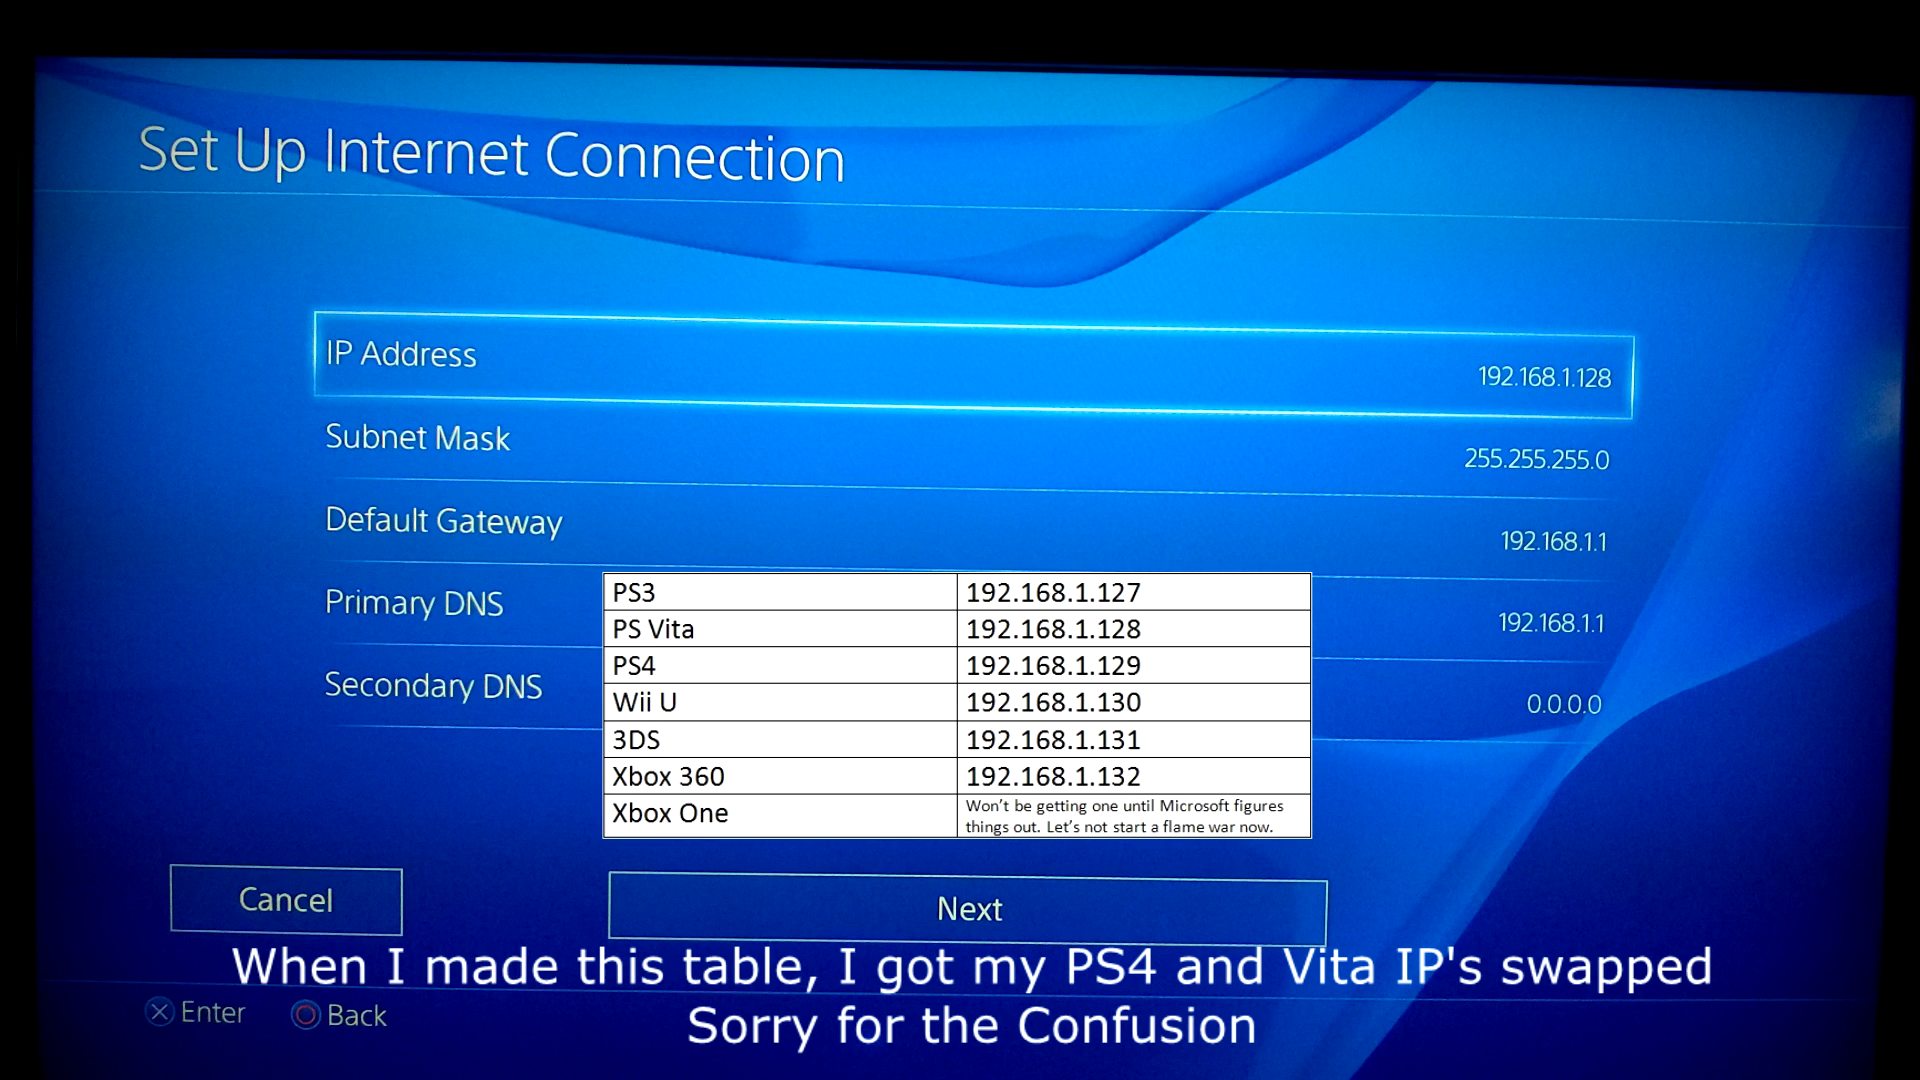 Set Up Internet Connection
IP Address 192.168.1.128
Subnet Mask 255.255.255.0
Default Gateway 192.168.1.1
Primary DNS 192.168.1.1
Secondary DNS 0.0.0.0
PS3 192.168.1.127
PS Vita 192.168.1.128
PS4 192.168.1.129
Wii U 192.168.1.130
3DS 192.168.1.131
Xbox 360 192.168.1.132
Xbox One Won't be getting one until Microsoft figures
things out. Let's not start a flame war now.
Cancel Next
When I made this table, I got my PS4 and Vita IP's swapped
Sorry for the Confusion
Enter Back